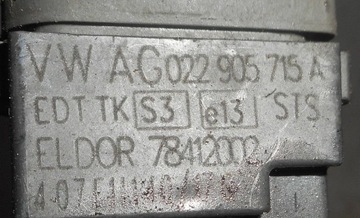 VW AG 022 905 715 A
EDT TK S3 e13 STS
ELDOR 78412002